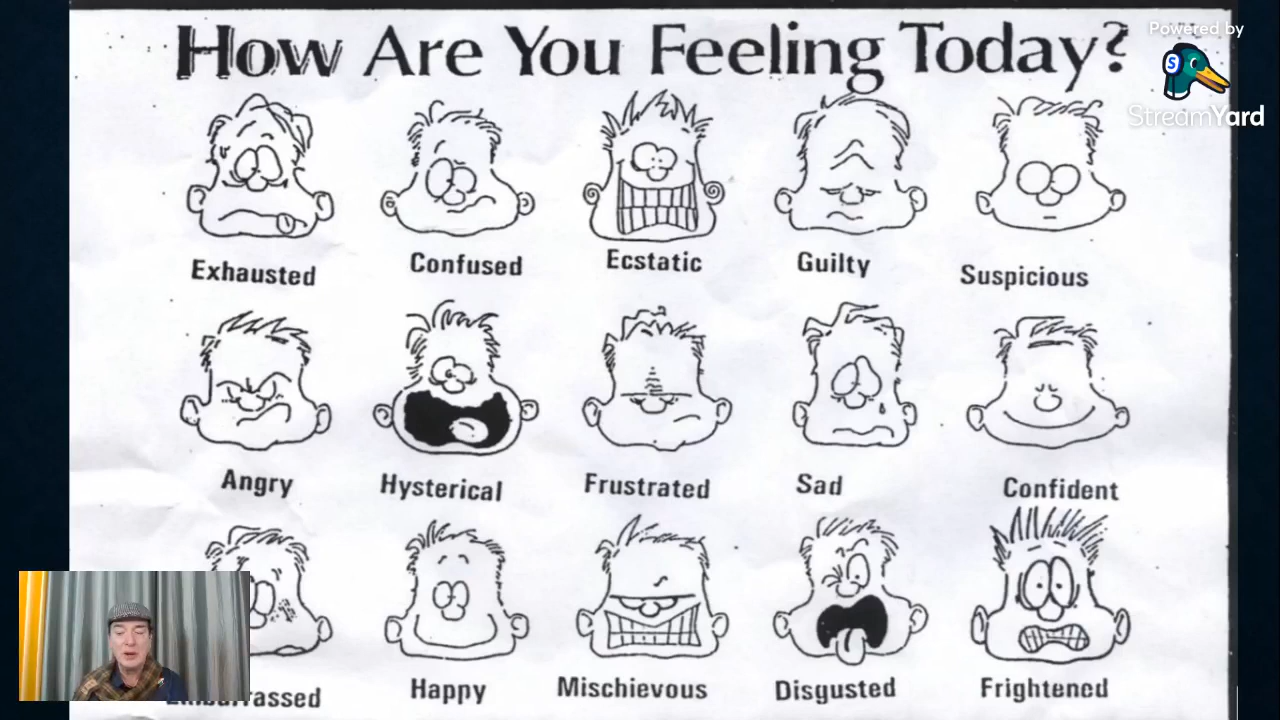 How Are You Feeling Today?
Powered by
StreamYard
Exhausted Confused Ecstatic Guilty Suspicious
Angry Hysterical Frustrated Sad Confident
Happy Mischievous Disgusted Frightened